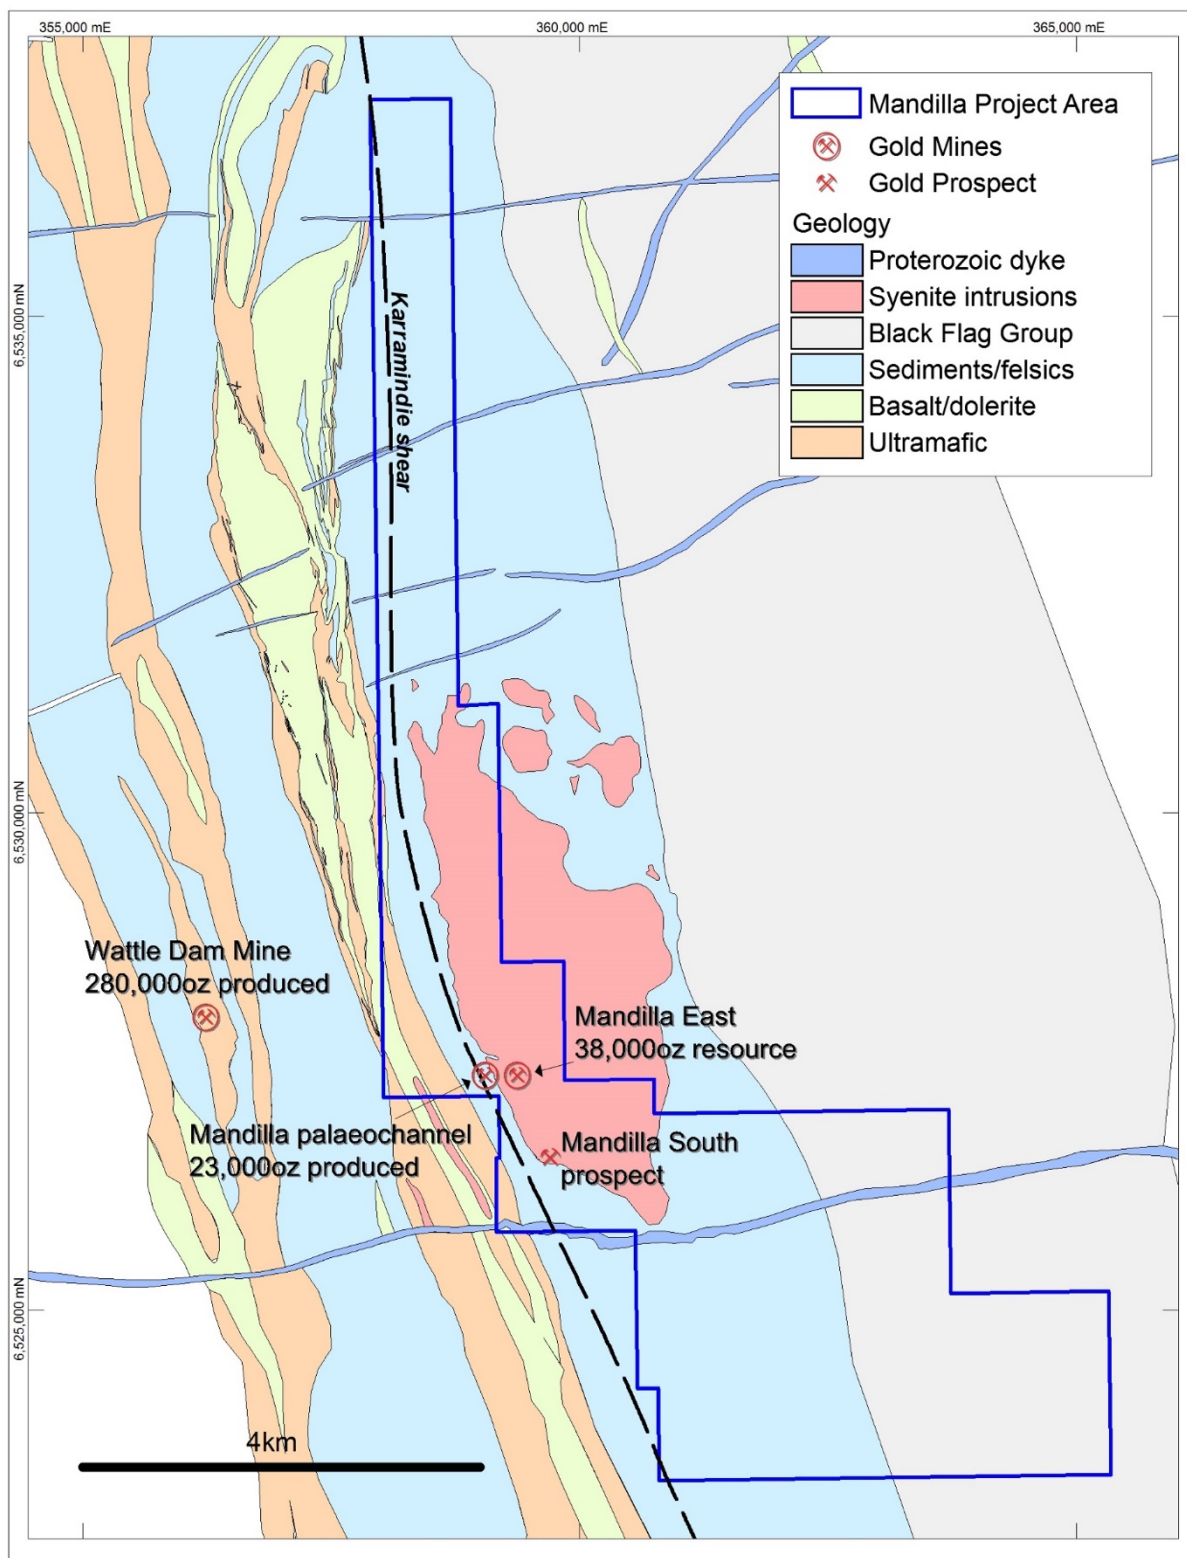 355,000 mE
360,000 mE
365,000 mE
Mandilla Project Area
Gold Mines
Gold Prospect
Geology
Proterozoic dyke
Syenite intrusions
Black Flag Group
Sediments/felsics
Basalt/dolerite
Ultramafic
6,535,000 mN
Karramindie shear
6,530,000 mN
Wattle Dam Mine
280,000oz produced
Mandilla East
38,000oz resource
Mandilla palaeochannel
23,000oz produced
Mandilla South
prospect
6,525,000 mN
4km